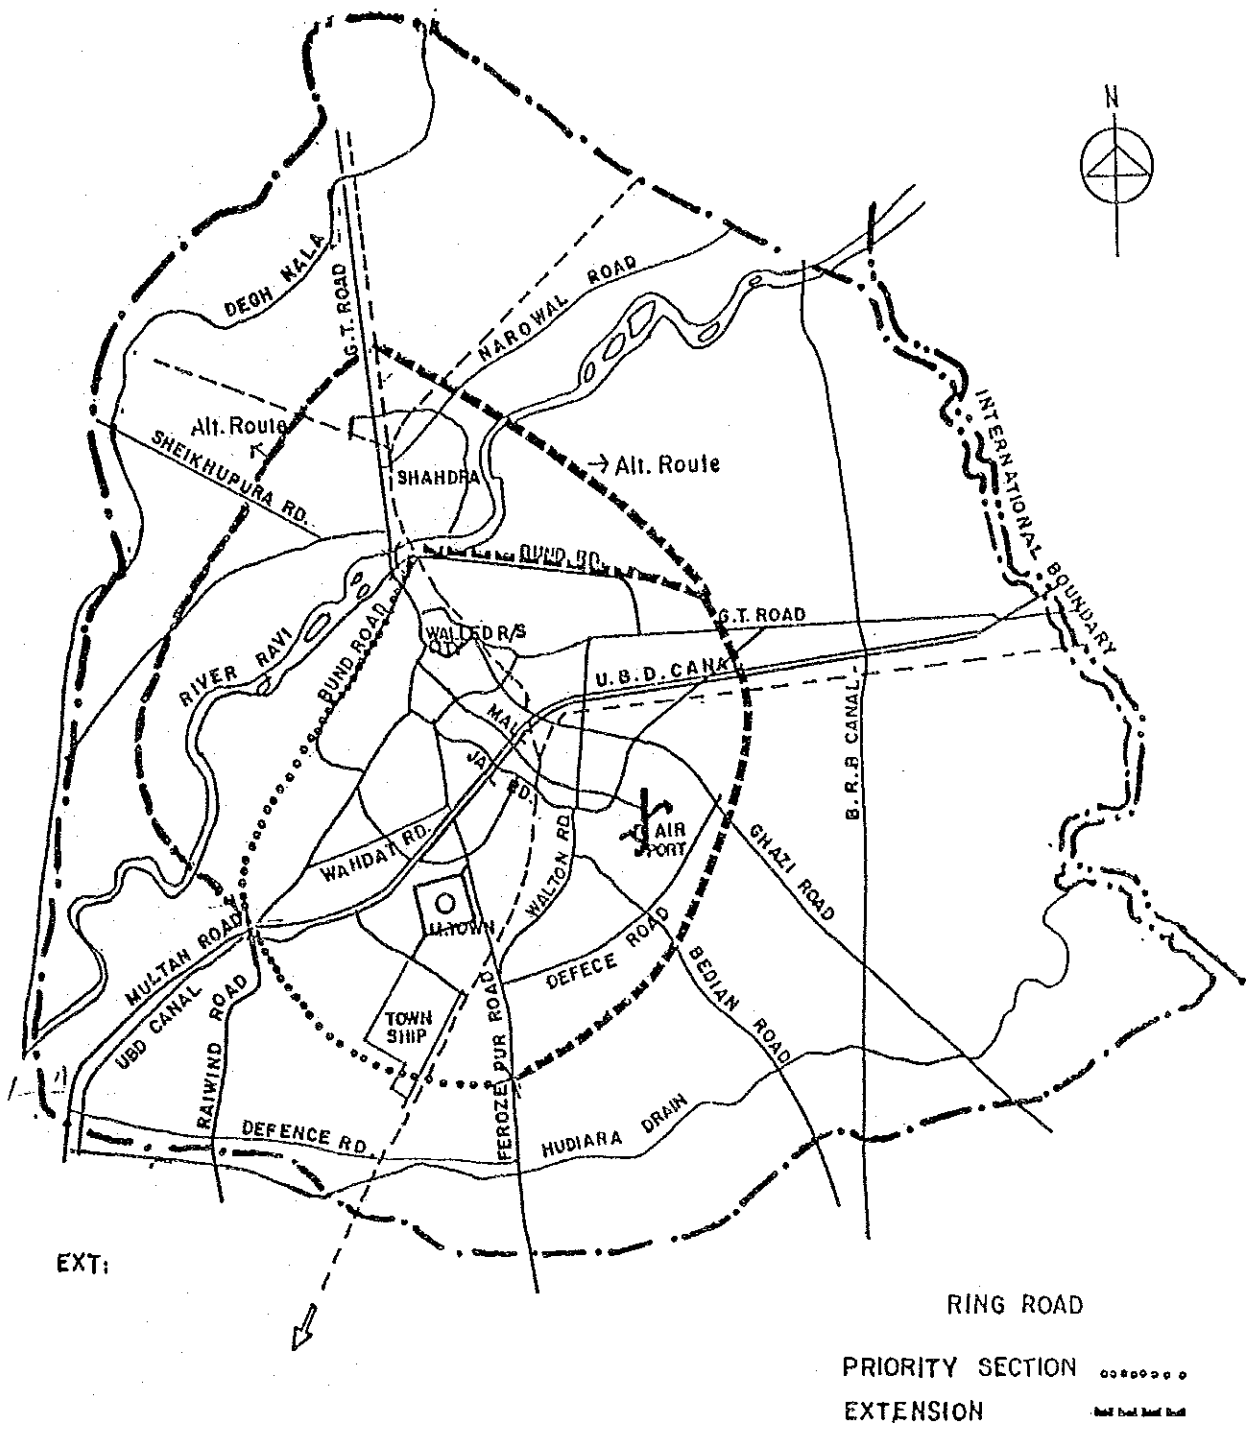 N
DEGH NALA
G.T. ROAD
NAROWAL ROAD
INTERNATIONAL BOUNDARY
Alt. Route
SHEIKHUPURA RD.
SHAHDRA
Alt. Route
BUND RD.
G.T. ROAD
WALLED R/S
CITY
BUND ROAD
RIVER RAVI
U.B.D. CANA
MALL
JAIL RD.
B.R.B CANAL
WAHDAT RD.
AIR
PORT
WALTON RD.
GHAZI ROAD
M.TOWN
DEFECE ROAD
MULTAN ROAD
UBD CANAL
RAIWIND ROAD
BEDIAN ROAD
TOWN
SHIP
FEROZE PUR ROAD
DEFENCE RD.
HUDIARA DRAIN
EXT:
RING ROAD
PRIORITY SECTION
EXTENSION